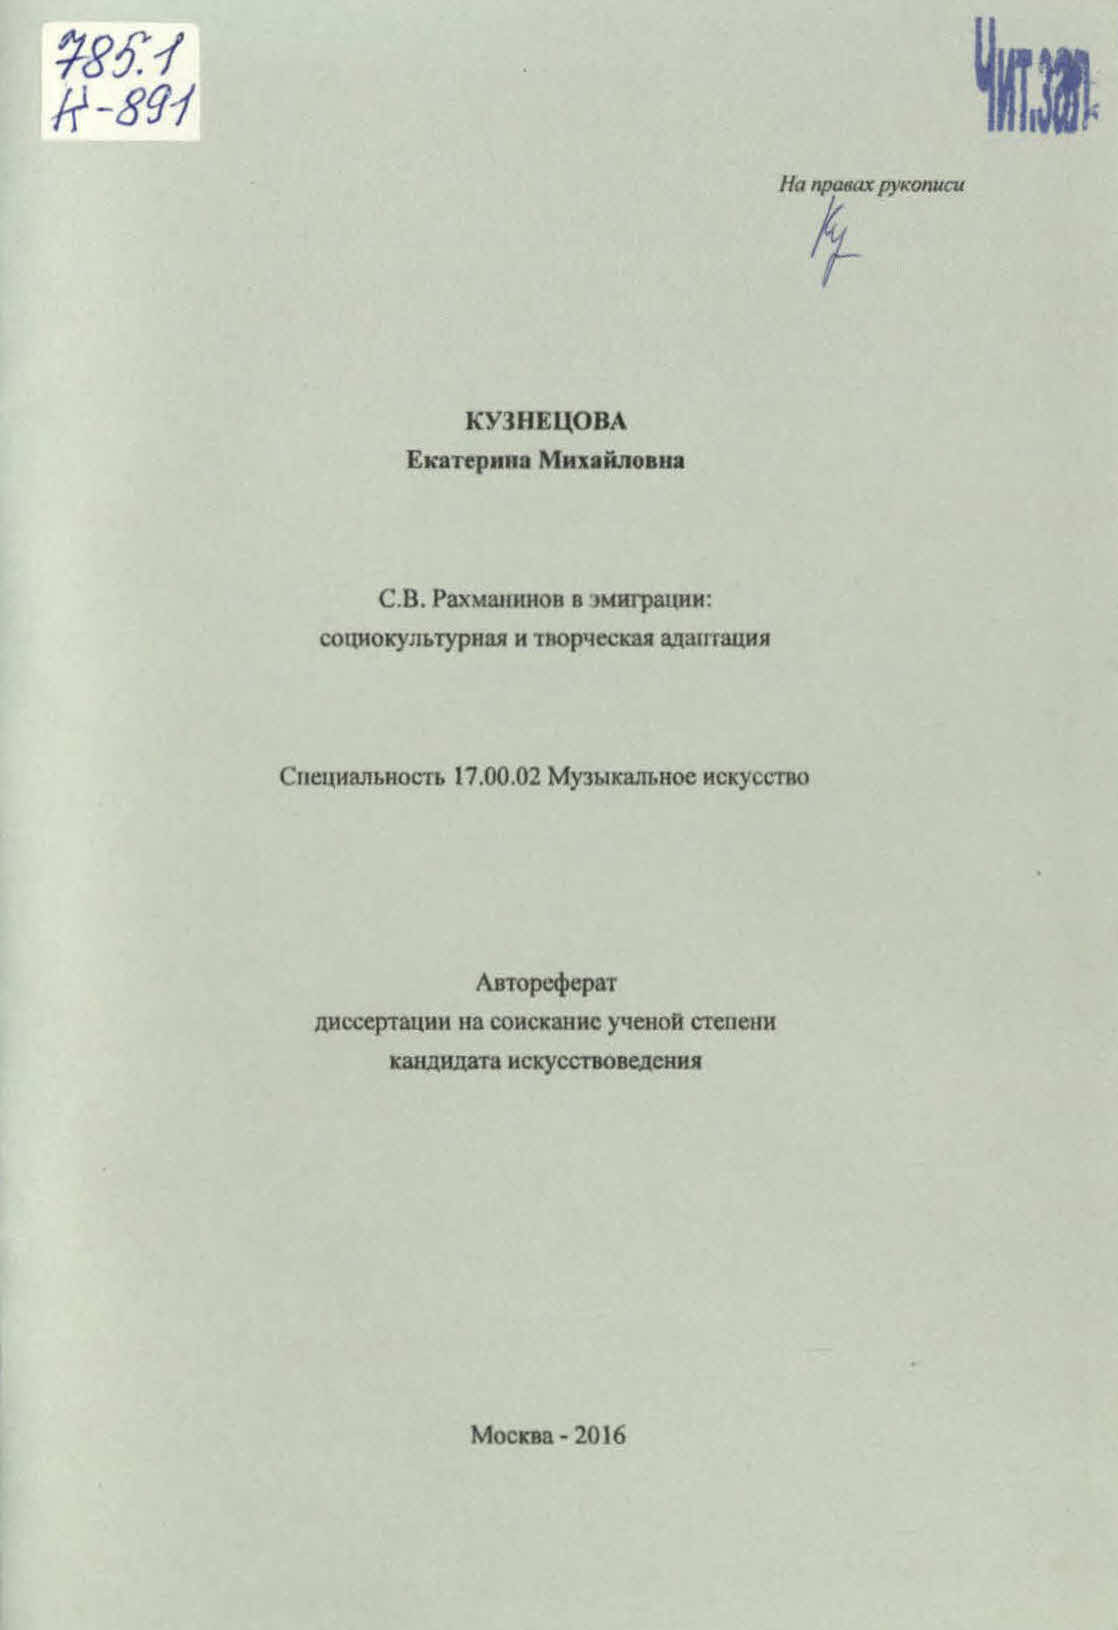 785.1
К-891
Чит.зал
На правах рукописи
КУЗНЕЦОВА
Екатерина Михайловна
С.В. Рахманинов в эмиграции:
социокультурная и творческая адаптация
Специальность 17.00.02 Музыкальное искусство
Автореферат
диссертации на соискание ученой степени
кандидата искусствоведения
Москва - 2016